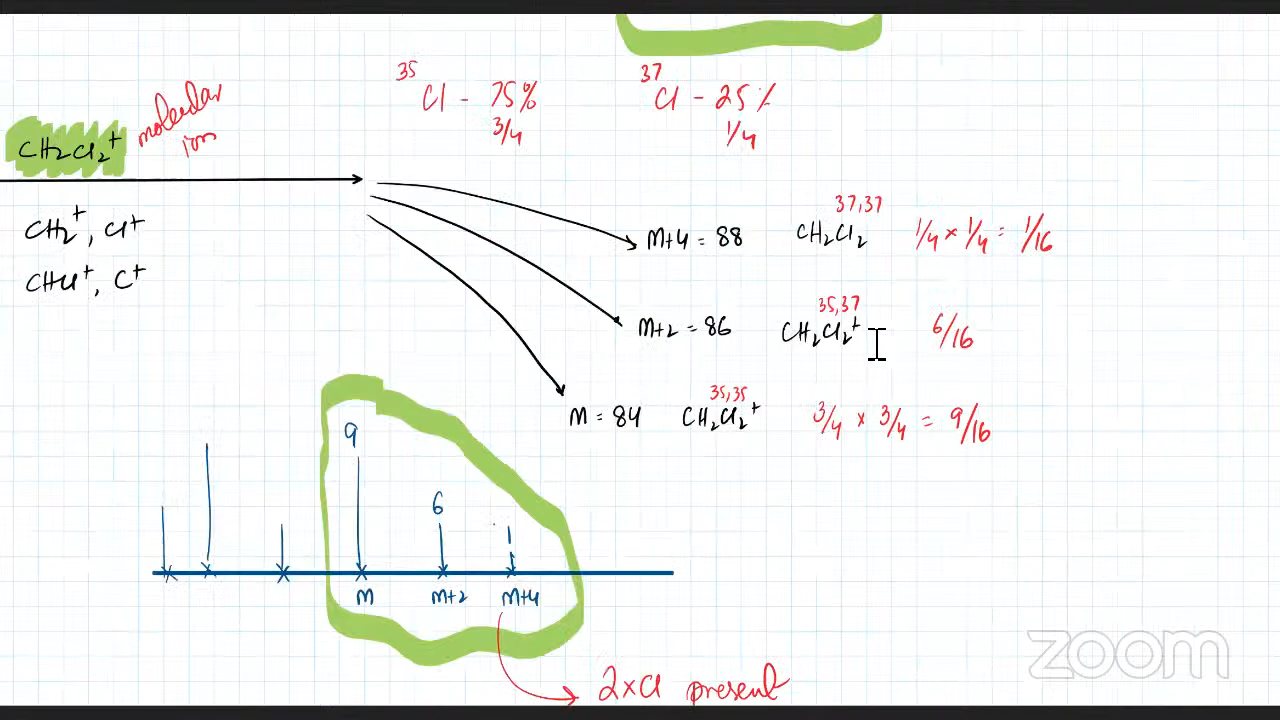 ³⁵Cl - 75%
3/4
³⁷Cl - 25%
1/4
CH₂Cl₂⁺
molecular
ion
CH₂⁺, Cl⁺
CHCl⁺, C⁺
M+4 = 88 CH₂Cl₂ 37,37 1/4 × 1/4 = 1/16
M+2 = 86 CH₂Cl₂⁺ 35,37 6/16
M = 84 CH₂Cl₂⁺ 35,35 3/4 × 3/4 = 9/16
9
6
1
M M+2 M+4
2×Cl present
zoom